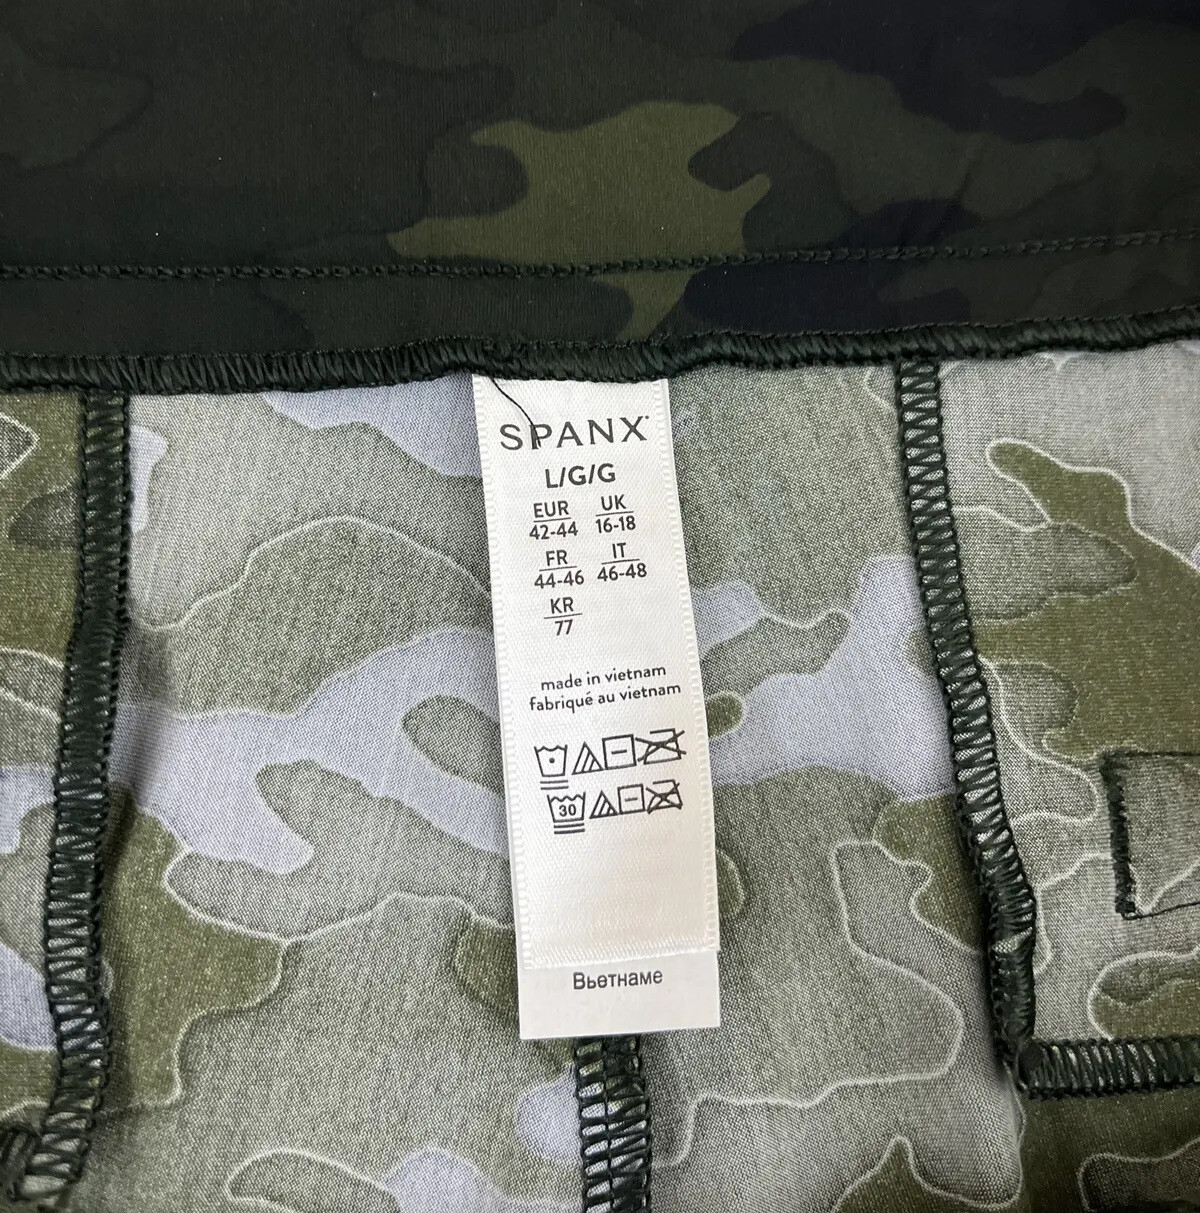 SPANX
L/G/G
EUR UK
42-44 16-18
FR IT
44-46 46-48
KR
77
made in vietnam
fabriqué au vietnam
30
Вьетнаме